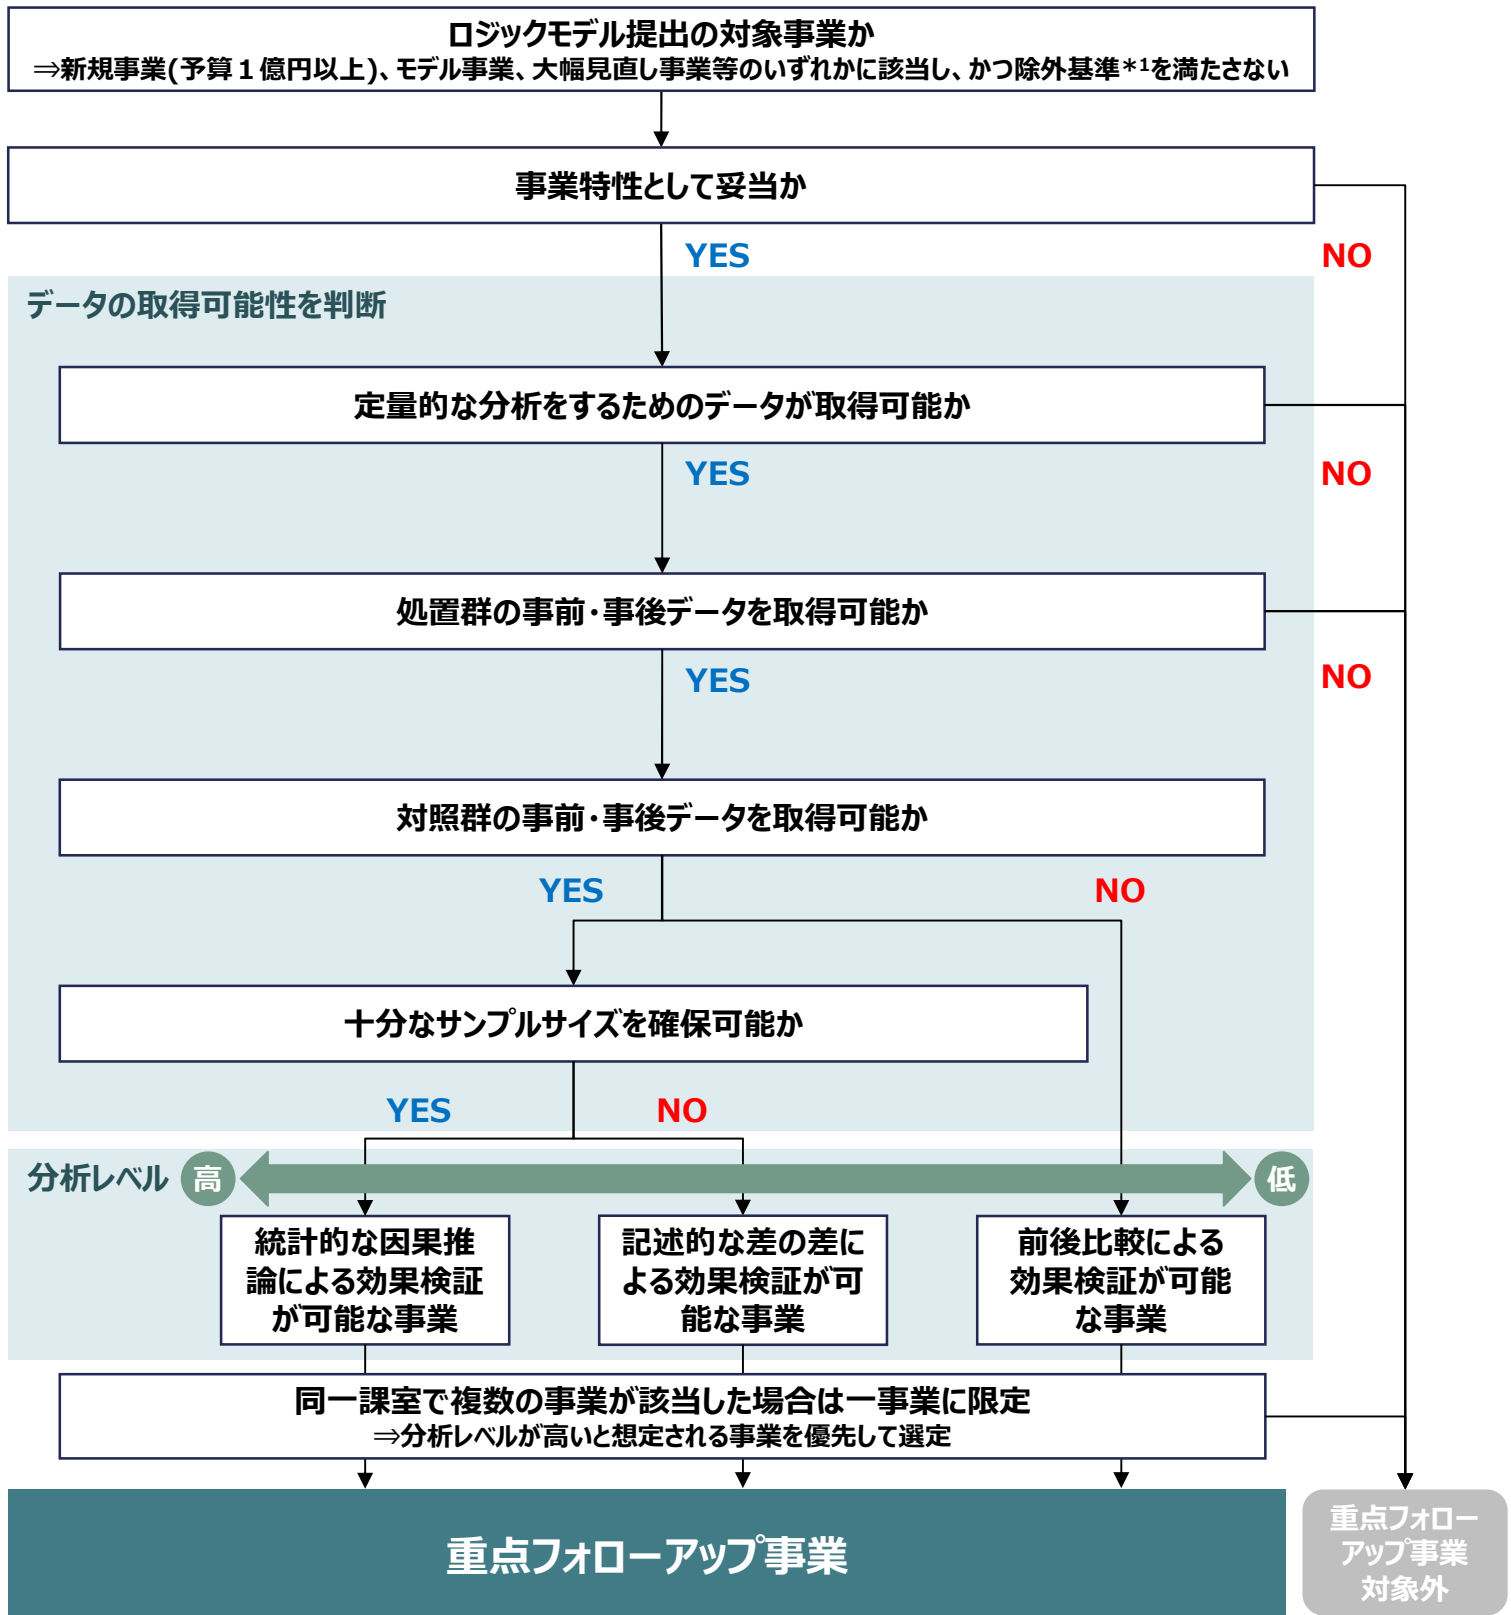 ロジックモデル提出の対象事業か
⇒新規事業(予算１億円以上)、モデル事業、大幅見直し事業等のいずれかに該当し、かつ除外基準*1を満たさない
事業特性として妥当か
YES
NO
データの取得可能性を判断
定量的な分析をするためのデータが取得可能か
YES
NO
処置群の事前・事後データを取得可能か
YES
NO
対照群の事前・事後データを取得可能か
YES
NO
十分なサンプルサイズを確保可能か
YES
NO
分析レベル
高
低
統計的な因果推
論による効果検証
が可能な事業
記述的な差の差に
よる効果検証が可
能な事業
前後比較による
効果検証が可能
な事業
同一課室で複数の事業が該当した場合は一事業に限定
⇒分析レベルが高いと想定される事業を優先して選定
重点フォローアップ事業
重点フォロー
アップ事業
対象外